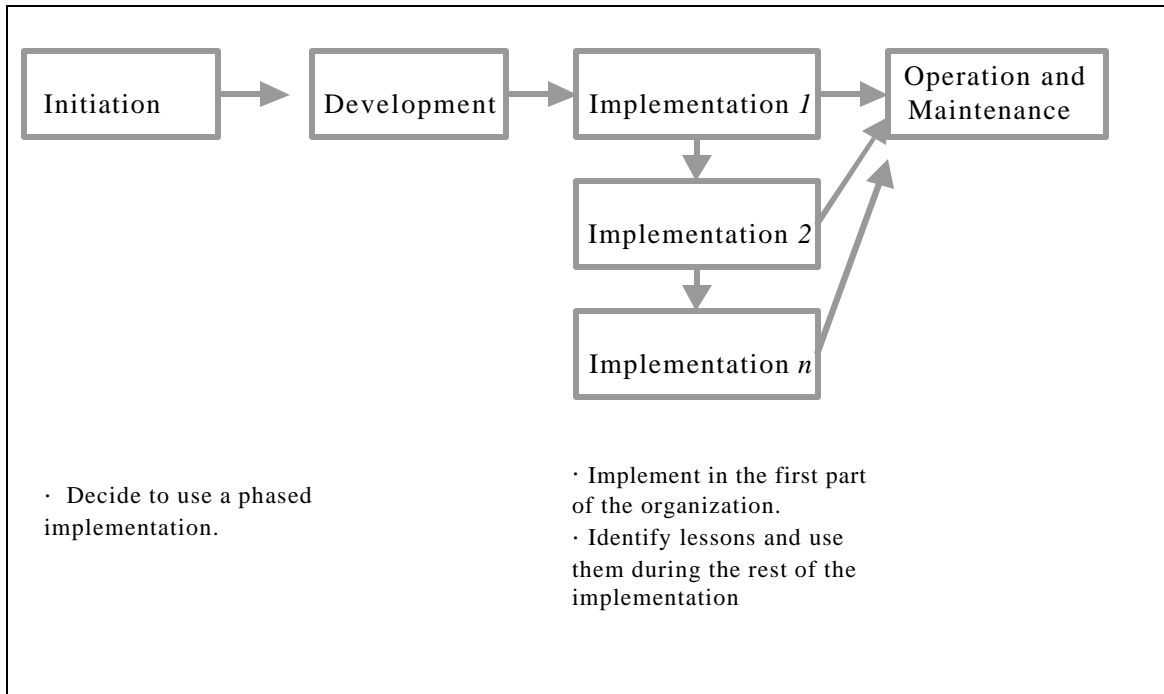 Initiation
Development
Implementation 1
Operation and
Maintenance
Implementation 2
Implementation n
· Decide to use a phased
implementation.
· Implement in the first part
of the organization.
· Identify lessons and use
them during the rest of the
implementation